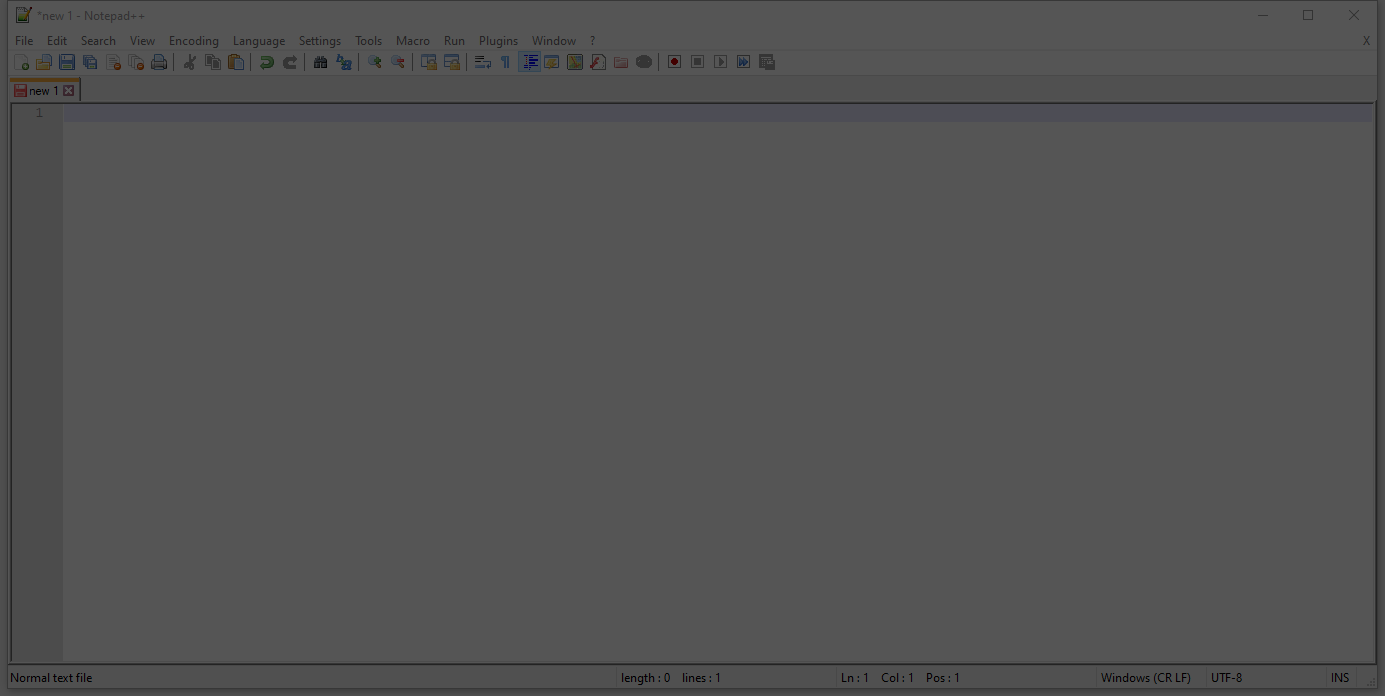 *new 1 - Notepad++
File Edit Search View Encoding Language Settings Tools Macro Run Plugins Window ? X
new 1
1
Normal text file length : 0 lines : 1 Ln : 1 Col : 1 Pos : 1 Windows (CR LF) UTF-8 INS